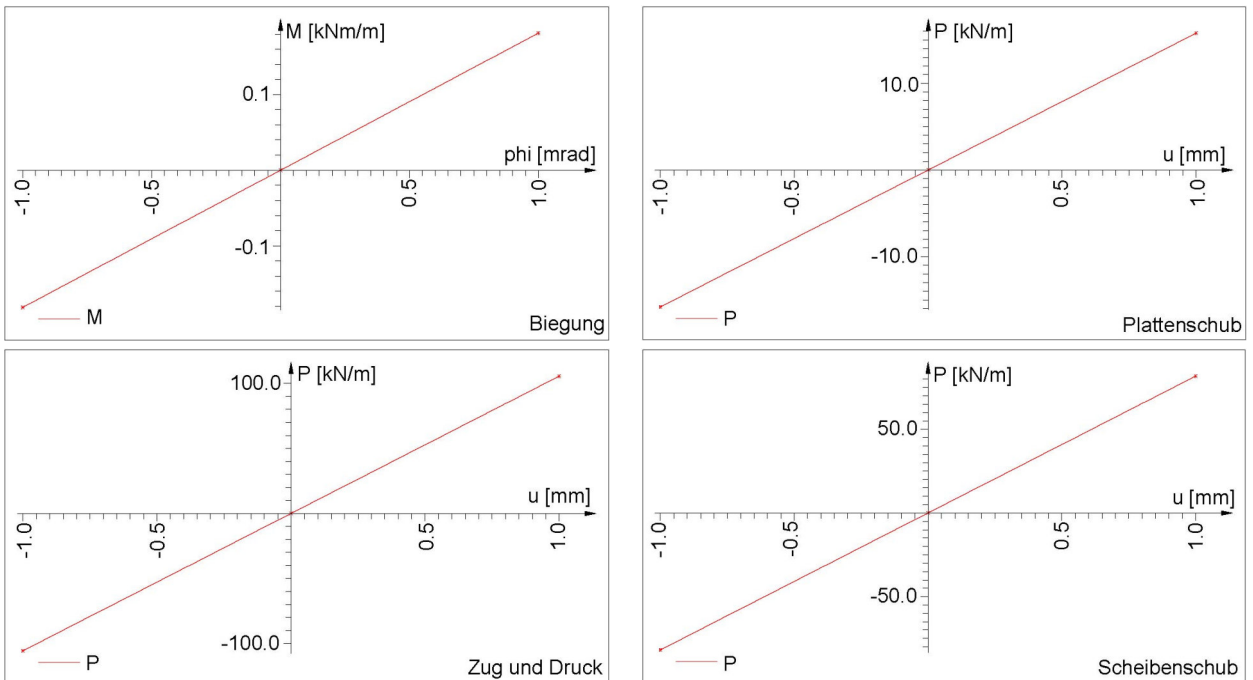 M [kNm/m]
0.1
phi [mrad]
-1.0
-0.5
0.5
1.0
-0.1
M
Biegung
P [kN/m]
10.0
u [mm]
-1.0
-0.5
0.5
1.0
-10.0
P
Plattenschub
P [kN/m]
100.0
u [mm]
-1.0
-0.5
0.5
1.0
-100.0
P
Zug und Druck
P [kN/m]
50.0
u [mm]
-1.0
-0.5
0.5
1.0
-50.0
P
Scheibenschub